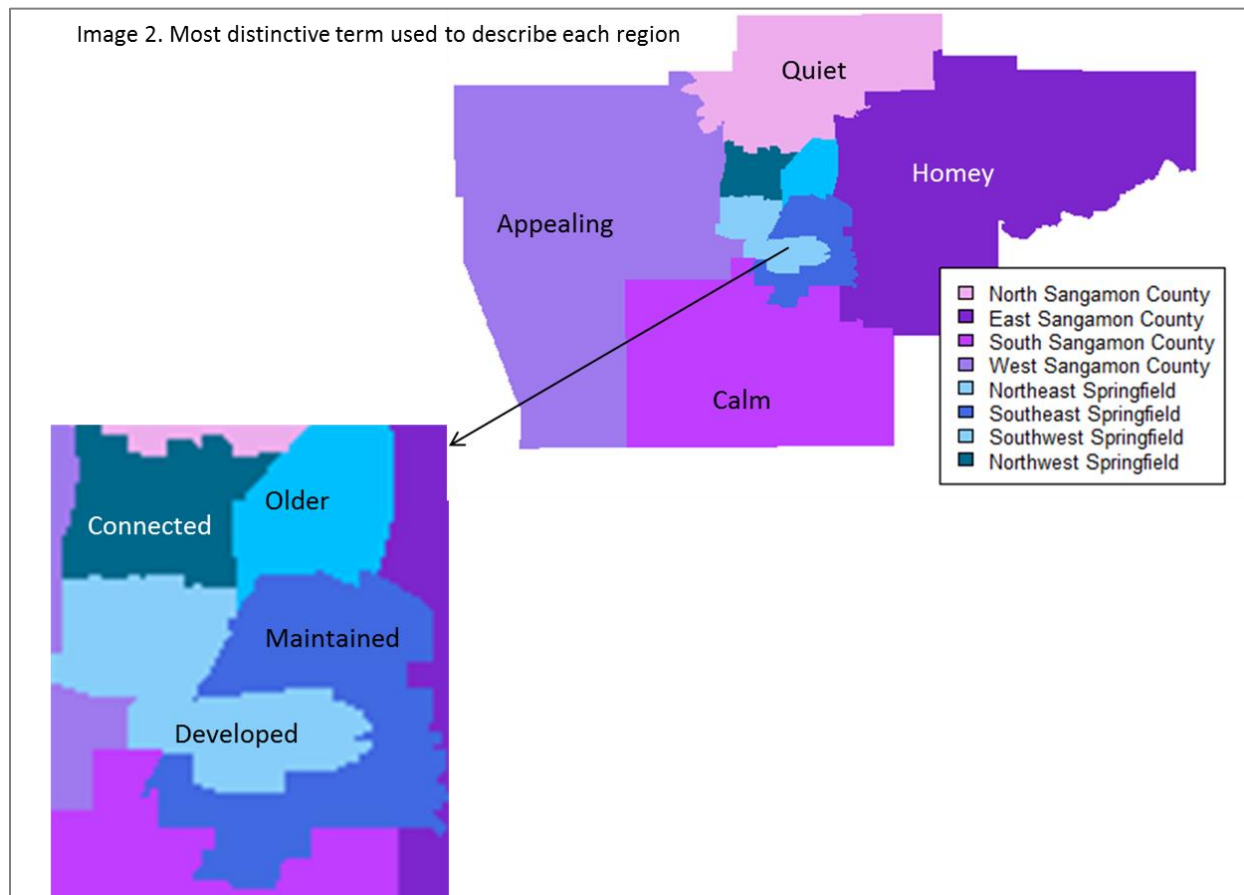 Image 2. Most distinctive term used to describe each region
Quiet
Homey
Appealing
Calm
North Sangamon County
East Sangamon County
South Sangamon County
West Sangamon County
Northeast Springfield
Southeast Springfield
Southwest Springfield
Northwest Springfield
Older
Connected
Maintained
Developed